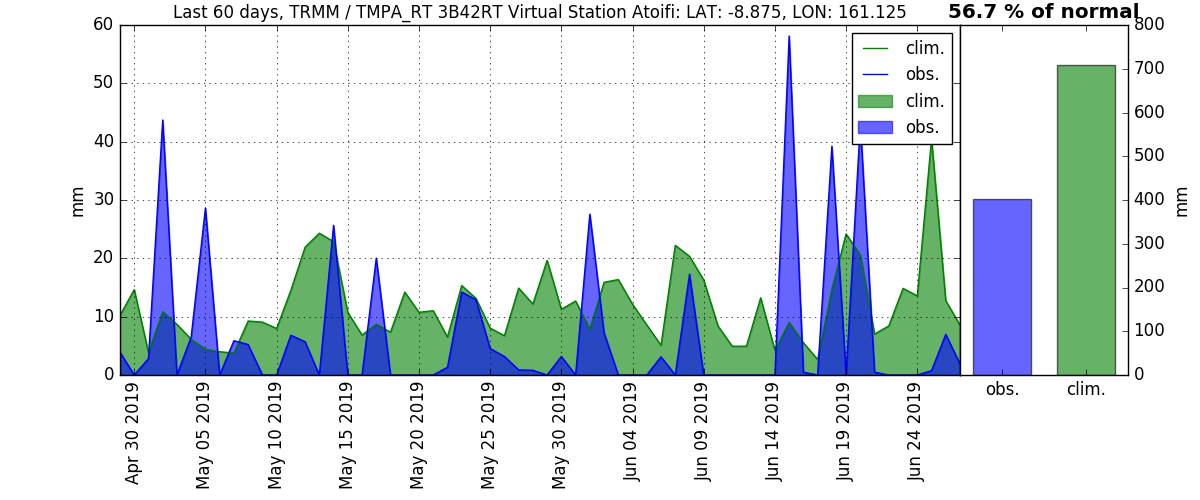 Last 60 days, TRMM / TMPA_RT 3B42RT Virtual Station Atoifi: LAT: -8.875, LON: 161.125
56.7 % of normal
60
50
40
30
20
10
0
mm
clim.
obs.
clim.
obs.
Apr 30 2019
May 05 2019
May 10 2019
May 15 2019
May 20 2019
May 25 2019
May 30 2019
Jun 04 2019
Jun 09 2019
Jun 14 2019
Jun 19 2019
Jun 24 2019
800
700
600
500
400
300
200
100
0
mm
obs.
clim.